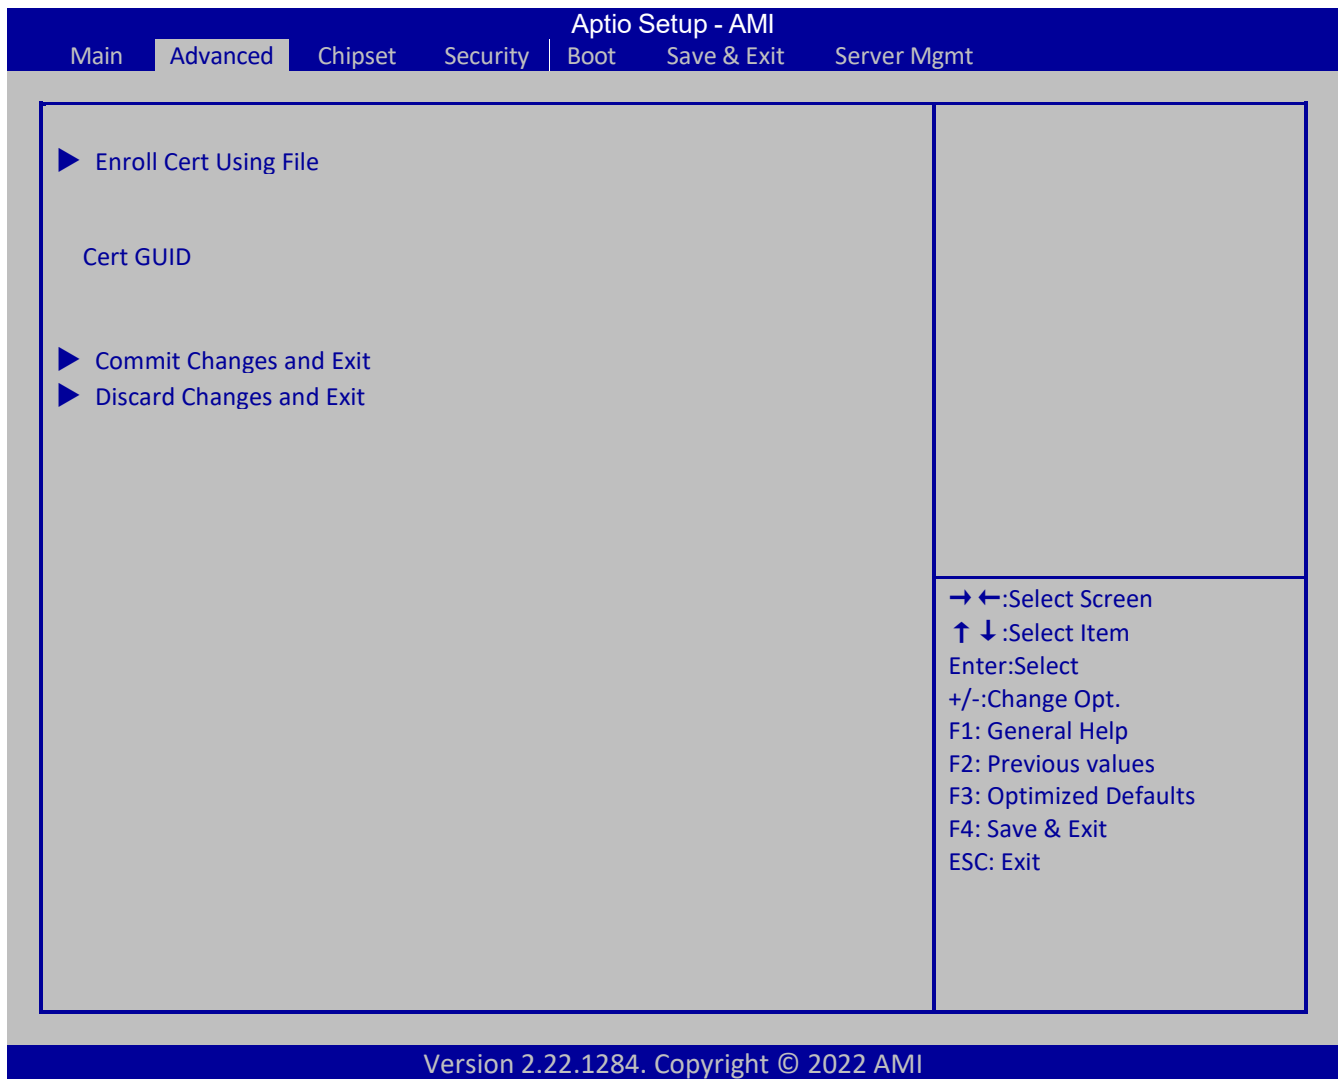 Aptio Setup - AMI
Main Advanced Chipset Security Boot Save & Exit Server Mgmt
▶ Enroll Cert Using File
Cert GUID
▶ Commit Changes and Exit
▶ Discard Changes and Exit
→ ←:Select Screen
↑ ↓ :Select Item
Enter:Select
+/-:Change Opt.
F1: General Help
F2: Previous values
F3: Optimized Defaults
F4: Save & Exit
ESC: Exit
Version 2.22.1284. Copyright © 2022 AMI